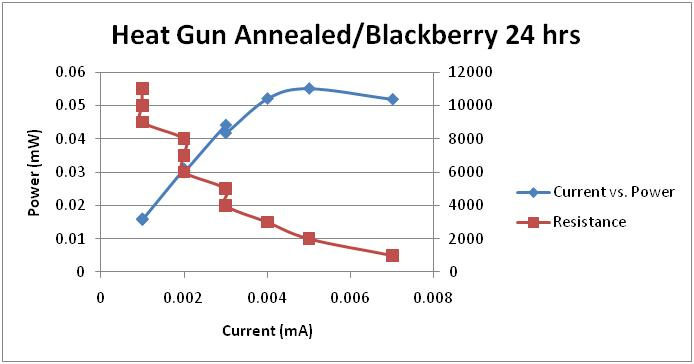 Heat Gun Annealed/Blackberry 24 hrs
0.06
0.05
0.04
0.03
0.02
0.01
0
Power (mW)
12000
10000
8000
6000
4000
2000
0
0 0.002 0.004 0.006 0.008
Current (mA)
Current vs. Power
Resistance